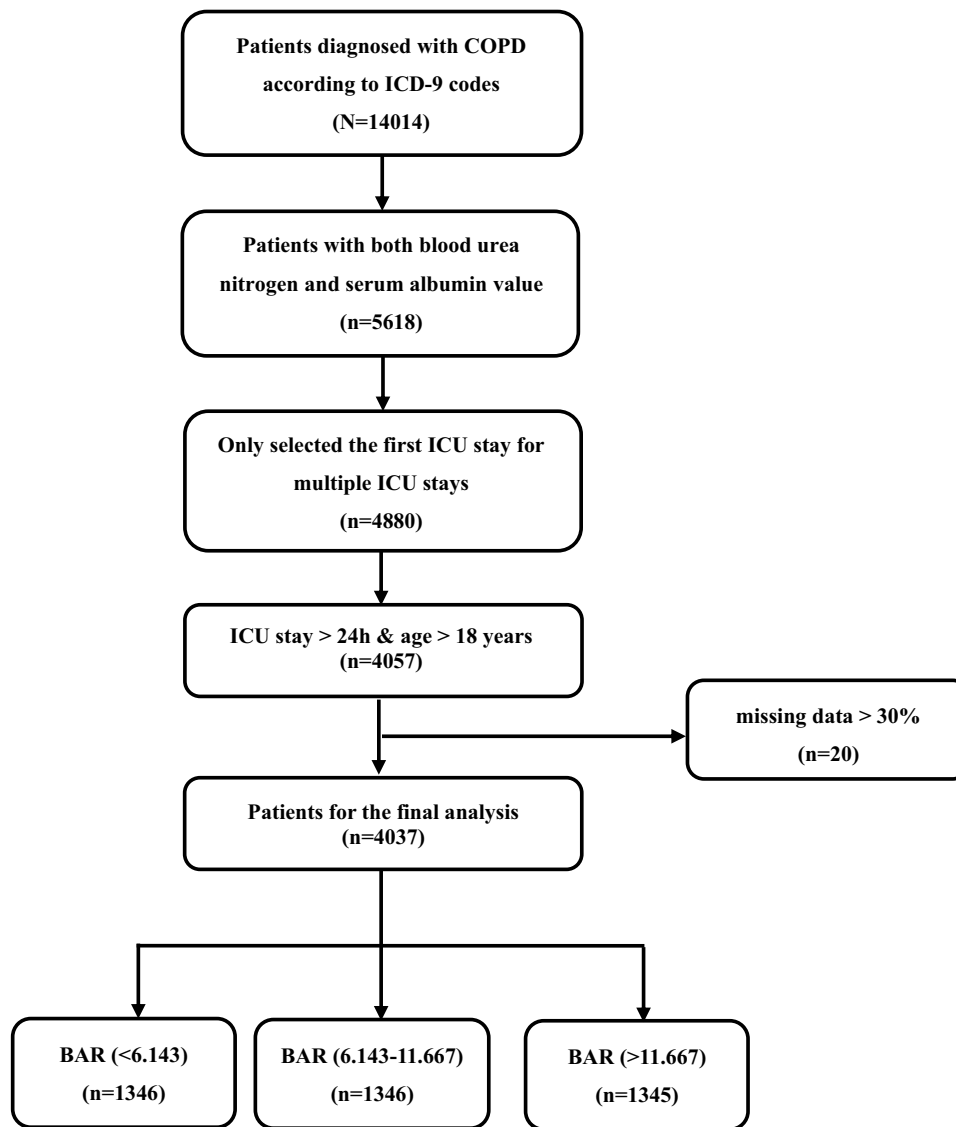 Patients diagnosed with COPD
according to ICD-9 codes
(N=14014)
Patients with both blood urea
nitrogen and serum albumin value
(n=5618)
Only selected the first ICU stay for
multiple ICU stays
(n=4880)
ICU stay > 24h & age > 18 years
(n=4057)
missing data > 30%
(n=20)
Patients for the final analysis
(n=4037)
BAR (<6.143)
(n=1346)
BAR (6.143-11.667)
(n=1346)
BAR (>11.667)
(n=1345)